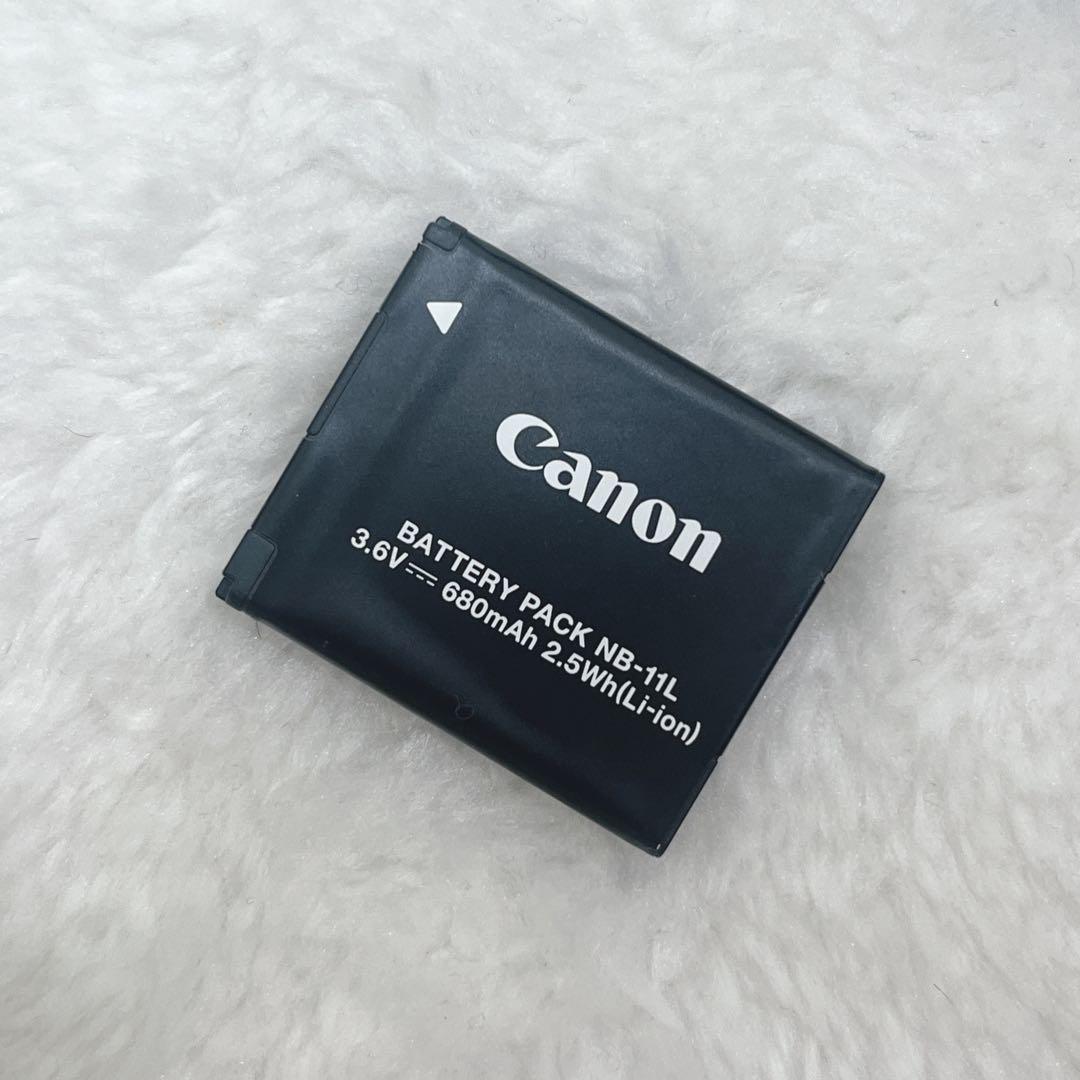 Canon
BATTERY PACK NB-11L
3.6V⎓ 680mAh 2.5Wh(Li-ion)